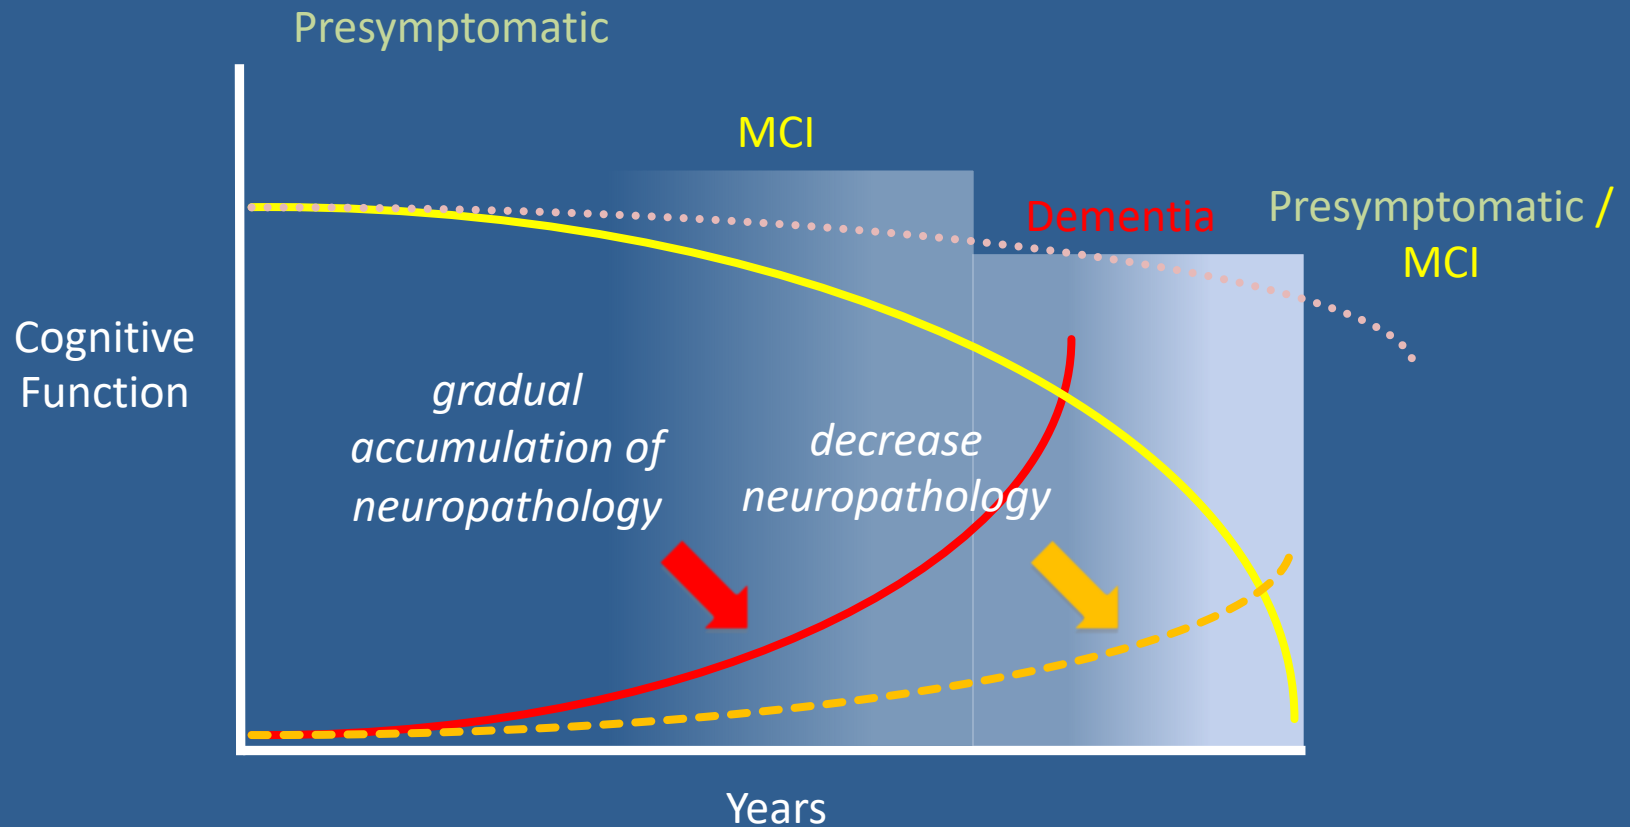 Presymptomatic
MCI
Dementia
Presymptomatic /
MCI
Cognitive
Function
gradual
accumulation of
neuropathology
decrease
neuropathology
Years